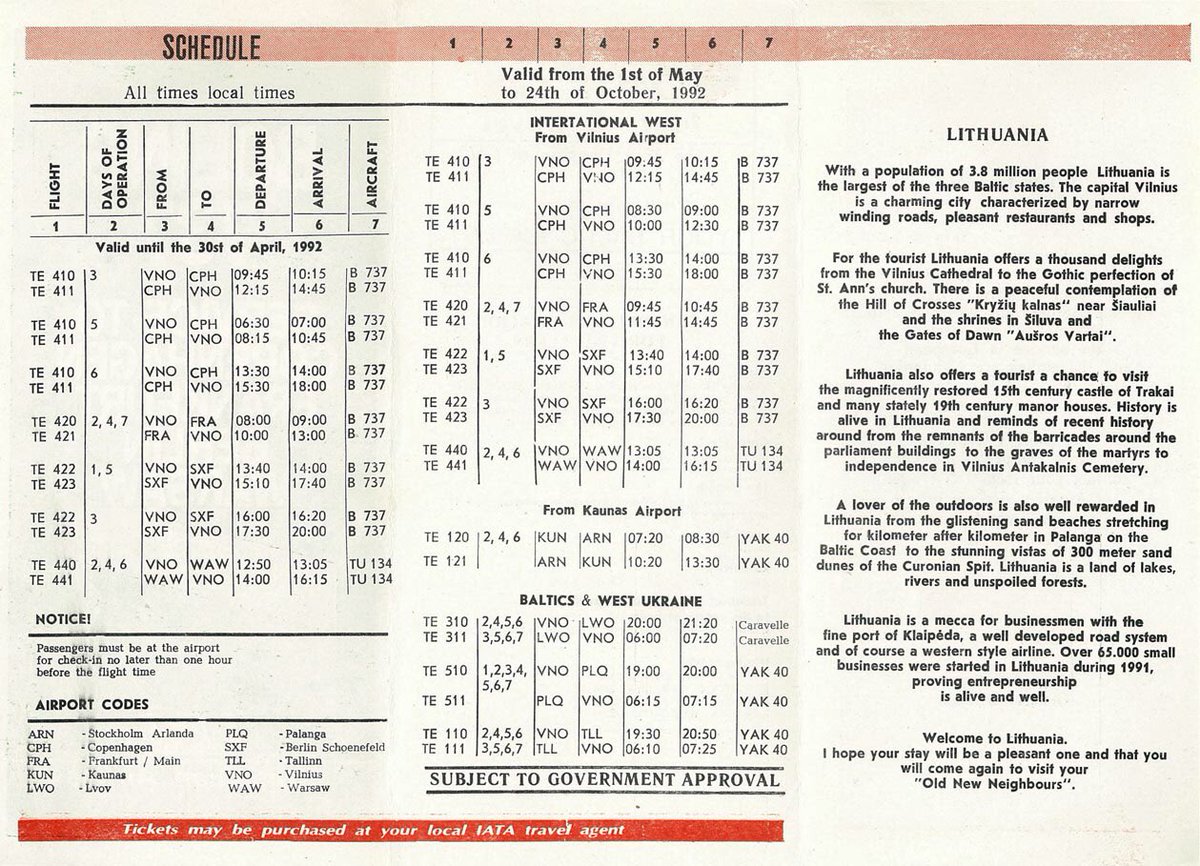 SCHEDULE
All times local times
FLIGHT DAYS OF OPERATION FROM TO DEPARTURE ARRIVAL AIRCRAFT
1 2 3 4 5 6 7
Valid until the 30st of April, 1992
TE 410 3 VNO CPH 09:45 10:15 B 737
TE 411 CPH VNO 12:15 14:45 B 737
TE 410 5 VNO CPH 06:30 07:00 B 737
TE 411 CPH VNO 08:15 10:45 B 737
TE 410 6 VNO CPH 13:30 14:00 B 737
TE 411 CPH VNO 15:30 18:00 B 737
TE 420 2, 4, 7 VNO FRA 08:00 09:00 B 737
TE 421 FRA VNO 10:00 13:00 B 737
TE 422 1, 5 VNO SXF 13:40 14:00 B 737
TE 423 SXF VNO 15:10 17:40 B 737
TE 422 3 VNO SXF 16:00 16:20 B 737
TE 423 SXF VNO 17:30 20:00 B 737
TE 440 2, 4, 6 VNO WAW 12:50 13:05 TU 134
TE 441 WAW VNO 14:00 16:15 TU 134
NOTICE!
Passengers must be at the airport
for check-in no later than one hour
before the flight time
AIRPORT CODES
ARN - Stockholm Arlanda PLQ - Palanga
CPH - Copenhagen SXF - Berlin Schoenefeld
FRA - Frankfurt / Main TLL - Tallinn
KUN - Kaunas VNO - Vilnius
LWO - Lvov WAW - Warsaw
1 2 3 4 5 6 7
Valid from the 1st of May
to 24th of October, 1992
INTERTATIONAL WEST
From Vilnius Airport
TE 410 3 VNO CPH 09:45 10:15 B 737
TE 411 CPH VNO 12:15 14:45 B 737
TE 410 5 VNO CPH 08:30 09:00 B 737
TE 411 CPH VNO 10:00 12:30 B 737
TE 410 6 VNO CPH 13:30 14:00 B 737
TE 411 CPH VNO 15:30 18:00 B 737
TE 420 2, 4, 7 VNO FRA 09:45 10:45 B 737
TE 421 FRA VNO 11:45 14:45 B 737
TE 422 1, 5 VNO SXF 13:40 14:00 B 737
TE 423 SXF VNO 15:10 17:40 B 737
TE 422 3 VNO SXF 16:00 16:20 B 737
TE 423 SXF VNO 17:30 20:00 B 737
TE 440 2, 4, 6 VNO WAW 13:05 13:05 TU 134
TE 441 WAW VNO 14:00 16:15 TU 134
From Kaunas Airport
TE 120 2, 4, 6 KUN ARN 07:20 08:30 YAK 40
TE 121 ARN KUN 10:20 13:30 YAK 40
BALTICS & WEST UKRAINE
TE 310 2,4,5,6 VNO LWO 20:00 21:20 Caravelle
TE 311 3,5,6,7 LWO VNO 06:00 07:20 Caravelle
TE 510 1,2,3,4, VNO PLQ 19:00 20:00 YAK 40
5,6,7
TE 511 PLQ VNO 06:15 07:15 YAK 40
TE 110 2,4,5,6 VNO TLL 19:30 20:50 YAK 40
TE 111 3,5,6,7 TLL VNO 06:10 07:25 YAK 40
SUBJECT TO GOVERNMENT APPROVAL
Tickets may be purchased at your local IATA travel agent
LITHUANIA
With a population of 3.8 million people Lithuania is
the largest of the three Baltic states. The capital Vilnius
is a charming city characterized by narrow
winding roads, pleasant restaurants and shops.
For the tourist Lithuania offers a thousand delights
from the Vilnius Cathedral to the Gothic perfection of
St. Ann's church. There is a peaceful contemplation of
the Hill of Crosses "Kryžių kalnas" near Šiauliai
and the shrines in Šiluva and
the Gates of Dawn "Aušros Vartai".
Lithuania also offers a tourist a chance to visit
the magnificently restored 15th century castle of Trakai
and many stately 19th century manor houses. History is
alive in Lithuania and reminds of recent history
around from the remnants of the barricades around the
parliament buildings to the graves of the martyrs to
independence in Vilnius Antakalnis Cemetery.
A lover of the outdoors is also well rewarded in
Lithuania from the glistening sand beaches stretching
for kilometer after kilometer in Palanga on the
Baltic Coast to the stunning vistas of 300 meter sand
dunes of the Curonian Spit. Lithuania is a land of lakes,
rivers and unspoiled forests.
Lithuania is a mecca for businessmen with the
fine port of Klaipėda, a well developed road system
and of course a western style airline. Over 65.000 small
businesses were started in Lithuania during 1991,
proving entrepreneurship
is alive and well.
Welcome to Lithuania.
I hope your stay will be a pleasant one and that you
will come again to visit your
"Old New Neighbours".